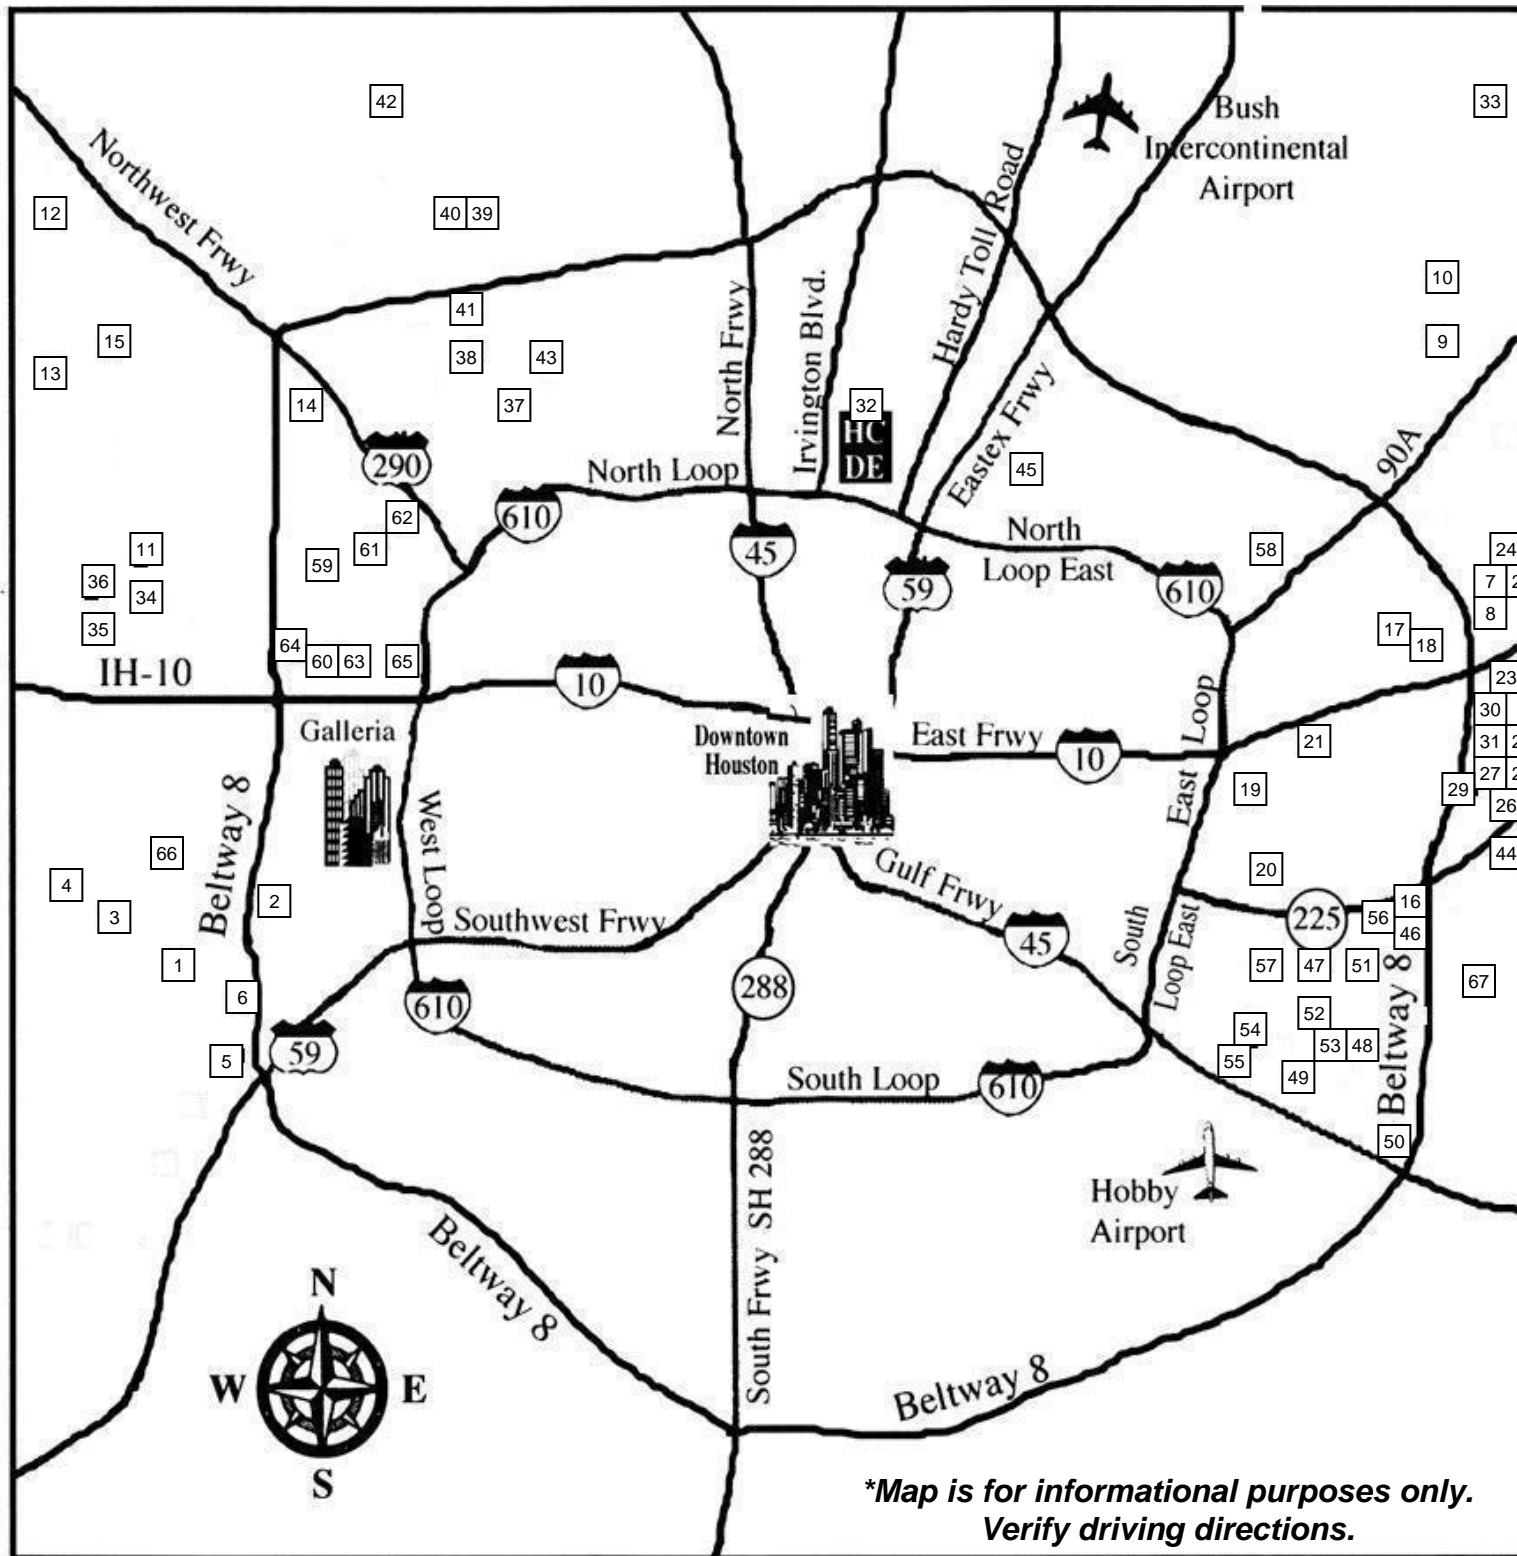 42
33
Bush
Intercontinental
Airport
Northwest Frwy
Hardy Toll Road
12
40 39
10
41
Irvington Blvd.
North Frwy
15
9
38
43
13
14
37
32
HC
DE
Eastex Frwy
90A
290
North Loop
45
62
610
North
Loop East
11
61
45
58
24
59
59
610
36
7
34
8
35
17
18
64
60 63
65
IH-10
10
23
30
Galleria
Downtown
Houston
East Frwy
10
East Loop
21
31
27
29
19
26
Beltway 8
West Loop
66
44
4
Gulf Frwy
20
2
3
Southwest Frwy
225
16
56
46
45
South
Loop East
1
57
47
51
6
288
67
610
52
54
Beltway 8
59
5
53 48
55
South Loop
610
49
50
South Frwy SH 288
Hobby
Airport
Beltway 8
N
W
E
S
Beltway 8
*Map is for informational purposes only.
Verify driving directions.